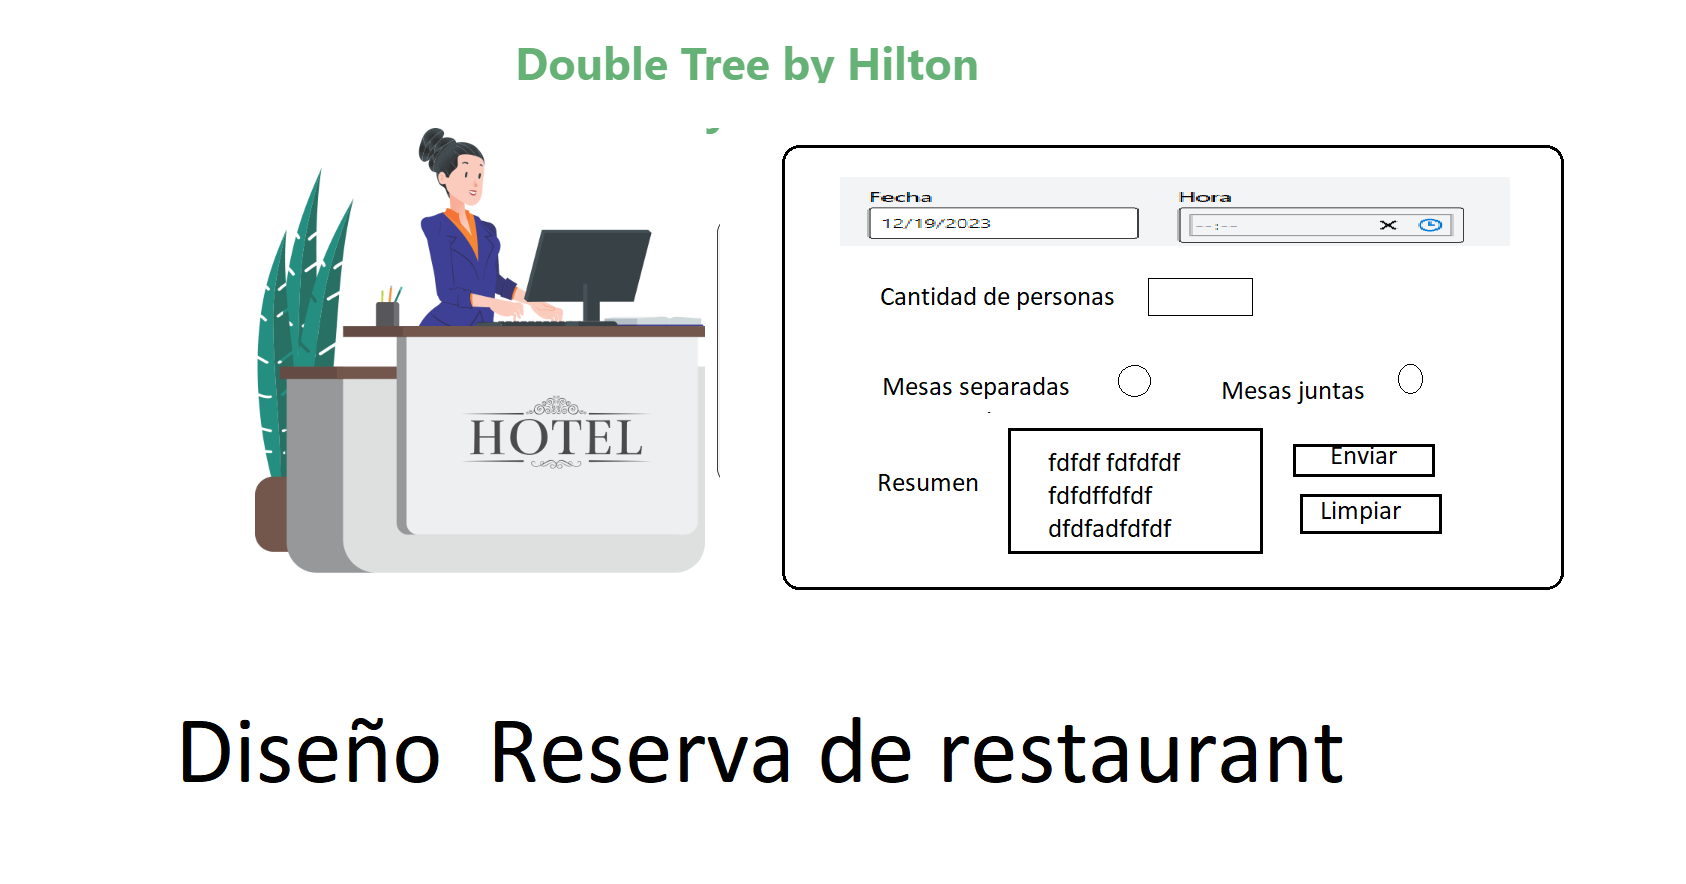 Double Tree by Hilton
Fecha
Hora
12/19/2023
--:--
Cantidad de personas
Mesas separadas
Mesas juntas
HOTEL
Resumen
fdfdf fdfdfdf
fdfdffdfdf
dfdfadfdfdf
Enviar
Limpiar
Diseño Reserva de restaurant